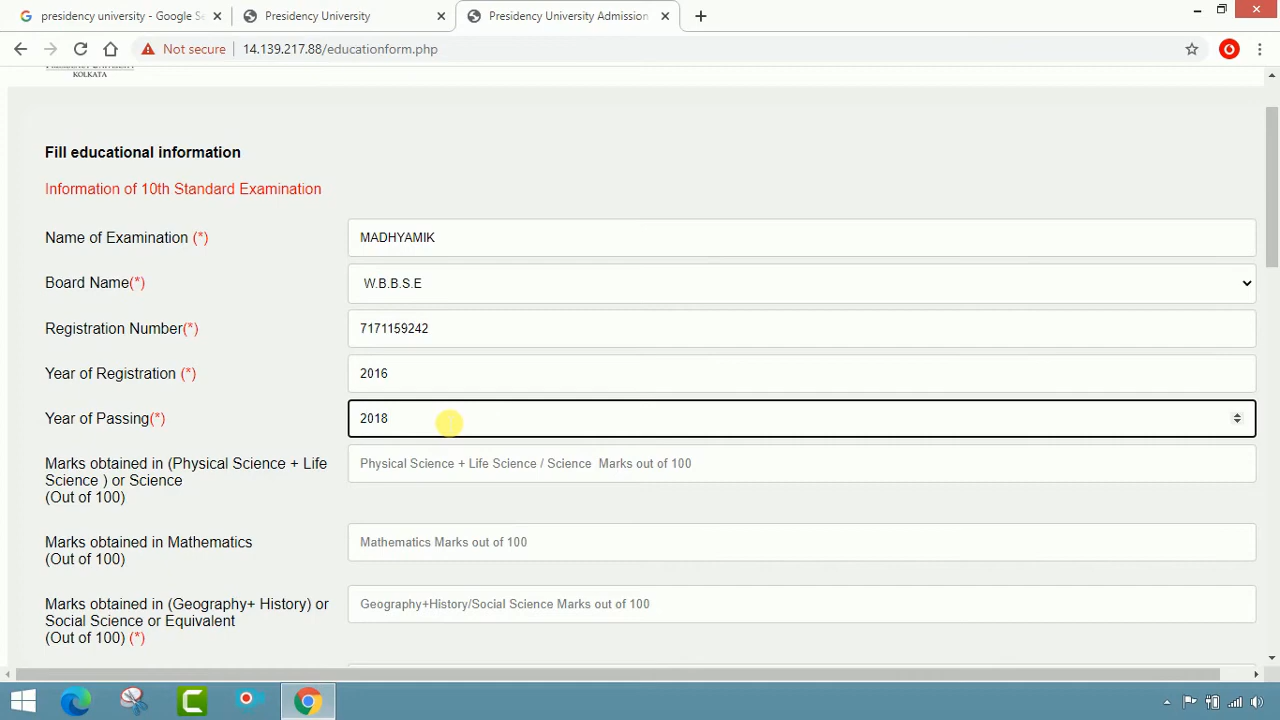 presidency university - Google Se
Presidency University
Presidency University Admission
Not secure
14.139.217.88/educationform.php
KOLKATA
Fill educational information
Information of 10th Standard Examination
Name of Examination (*)
MADHYAMIK
Board Name(*)
W.B.B.S.E
Registration Number(*)
7171159242
Year of Registration (*)
2016
Year of Passing(*)
2018
Marks obtained in (Physical Science + Life
Science ) or Science
(Out of 100)
Physical Science + Life Science / Science Marks out of 100
Marks obtained in Mathematics
(Out of 100)
Mathematics Marks out of 100
Marks obtained in (Geography+ History) or
Social Science or Equivalent
(Out of 100) (*)
Geography+History/Social Science Marks out of 100